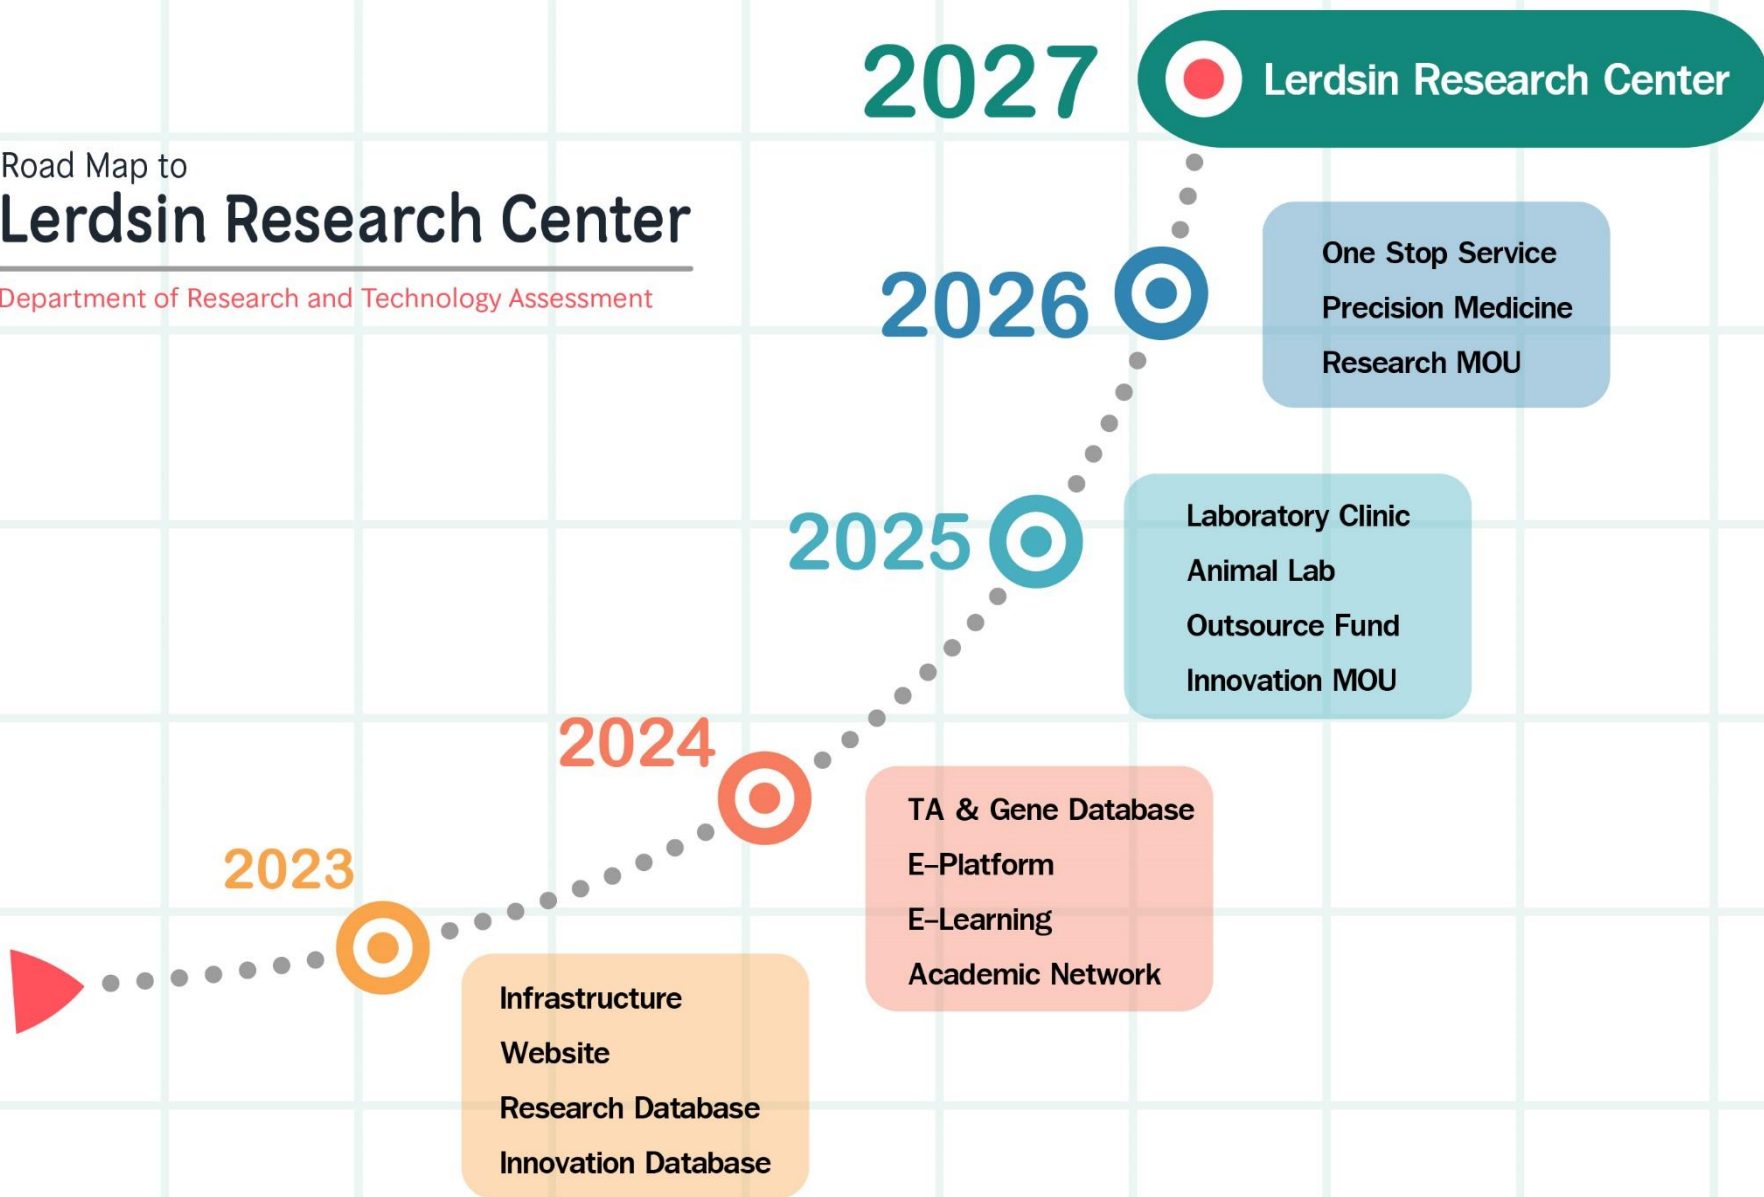 2027
Lerdsin Research Center
Road Map to
Lerdsin Research Center
Department of Research and Technology Assessment
2026
One Stop Service
Precision Medicine
Research MOU
2025
Laboratory Clinic
Animal Lab
Outsource Fund
Innovation MOU
2024
TA & Gene Database
E–Platform
E–Learning
Academic Network
2023
Infrastructure
Website
Research Database
Innovation Database